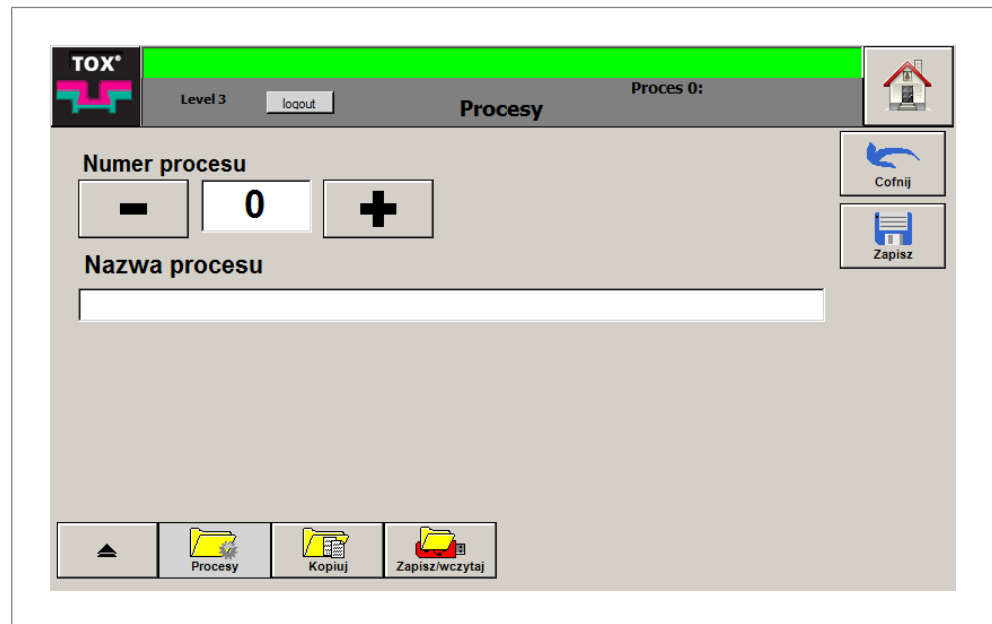 TOX®
Level 3
logout
Procesy
Proces 0:
Numer procesu
0
Cofnij
Zapisz
Nazwa procesu
Procesy
Kopiuj
Zapisz/wczytaj